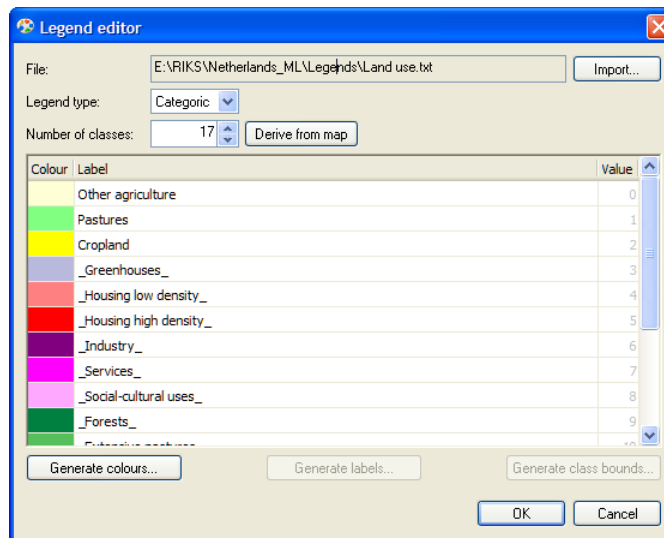 Legend editor
File: E:\RIKS\Netherlands_ML\Legends\Land use.txt Import...
Legend type: Categoric
Number of classes: 17 Derive from map
Colour Label Value
Other agriculture 0
Pastures 1
Cropland 2
_Greenhouses_ 3
_Housing low density_ 4
_Housing high density_ 5
_Industry_ 6
_Services_ 7
_Social-cultural uses_ 8
_Forests_ 9
_Extensive pastures_ 10
Generate colours... Generate labels... Generate class bounds...
OK Cancel